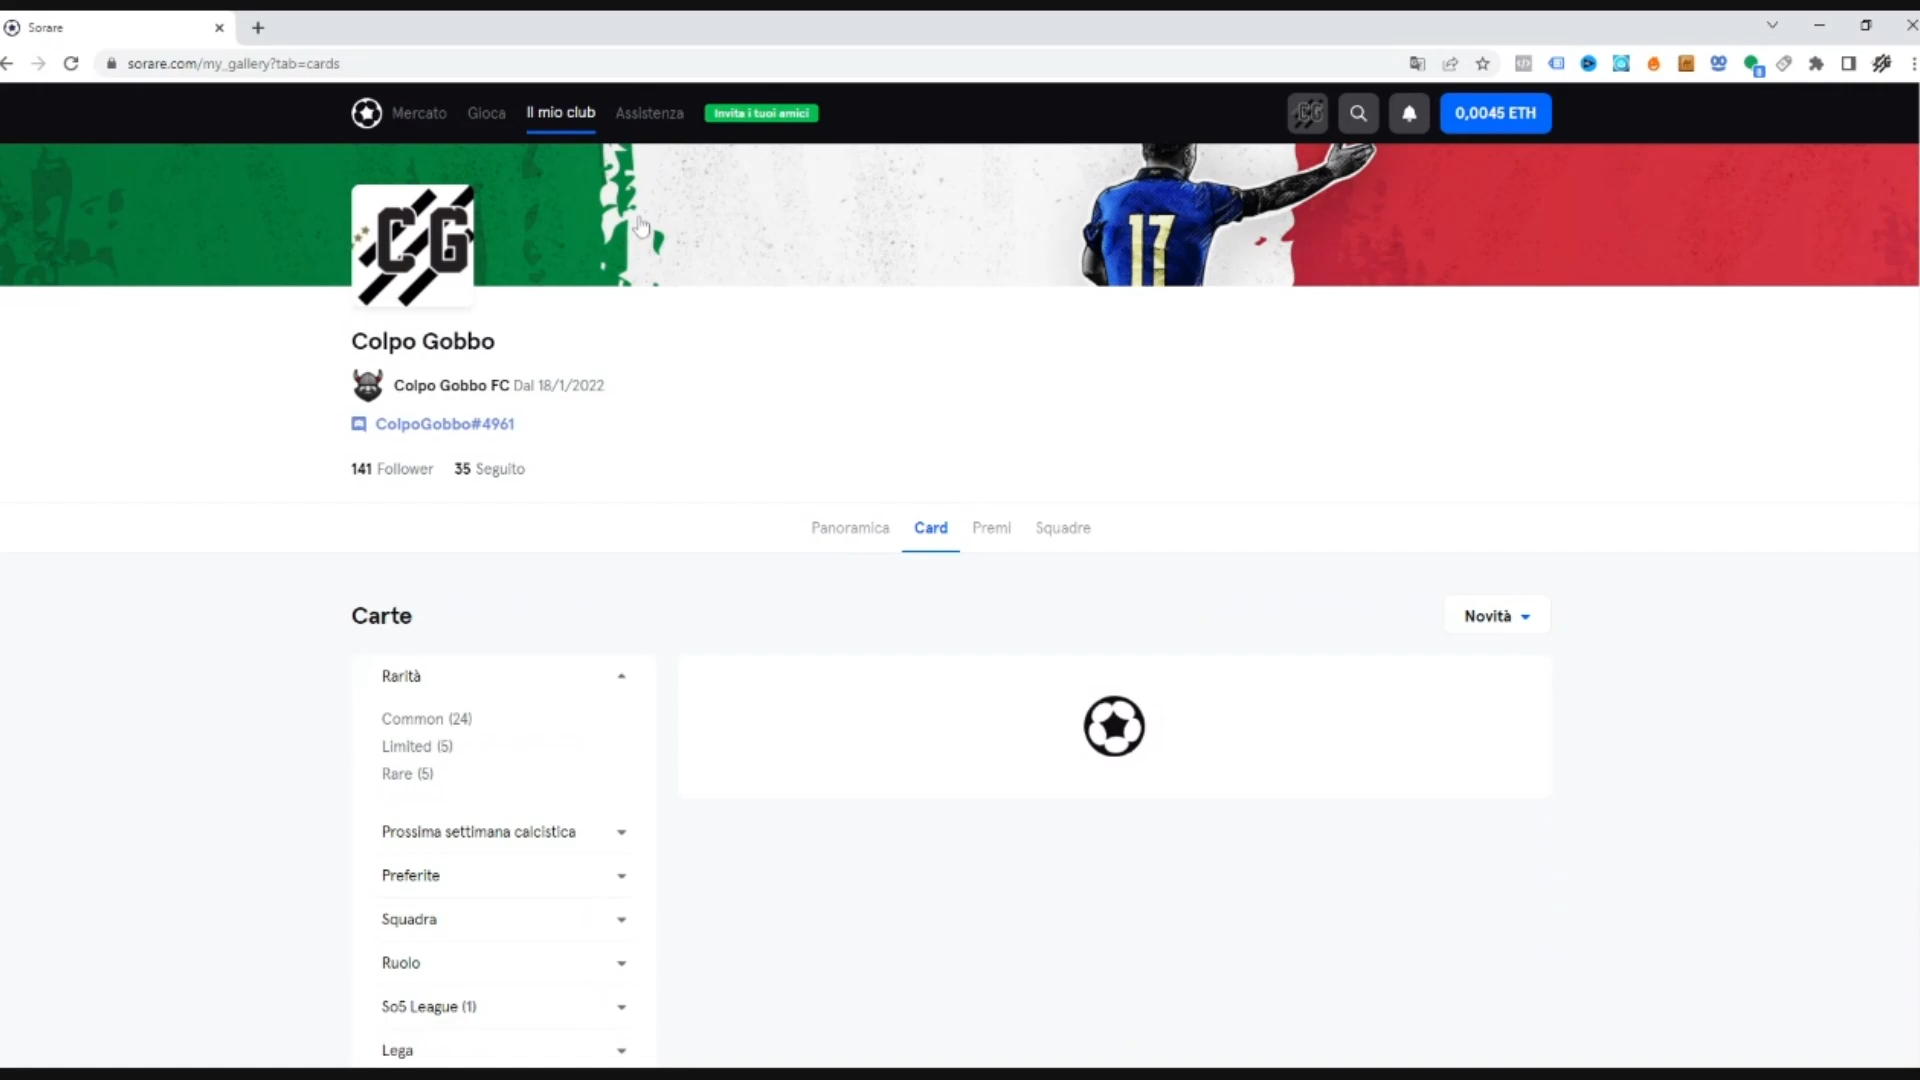 Sorare
sorare.com/my_gallery?tab=cards
Mercato Gioca Il mio club Assistenza Invita i tuoi amici CG 0,0045 ETH
17
CG
Colpo Gobbo
Colpo Gobbo FC Dal 18/1/2022
ColpoGobbo#4961
141 Follower 35 Seguito
Panoramica Card Premi Squadre
Carte
Novità
Rarità
Common (24)
Limited (5)
Rare (5)
Prossima settimana calcistica
Preferite
Squadra
Ruolo
So5 League (1)
Lega